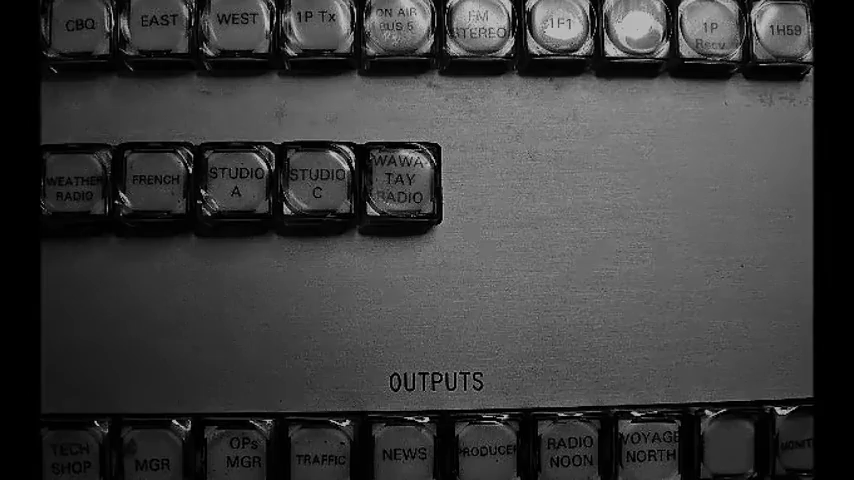 CBQ
EAST
WEST
1P Tx
ON AIR
BUS 5
FM
STEREO
1F1
1P
Recv
1H59
WEATHER
RADIO
FRENCH
STUDIO
A
STUDIO
C
WAWA-
TAY
RADIO
OUTPUTS
TECH
SHOP
MGR
OPs
MGR
TRAFFIC
NEWS
PRODUCER
RADIO
NOON
VOYAGE
NORTH
MONIT